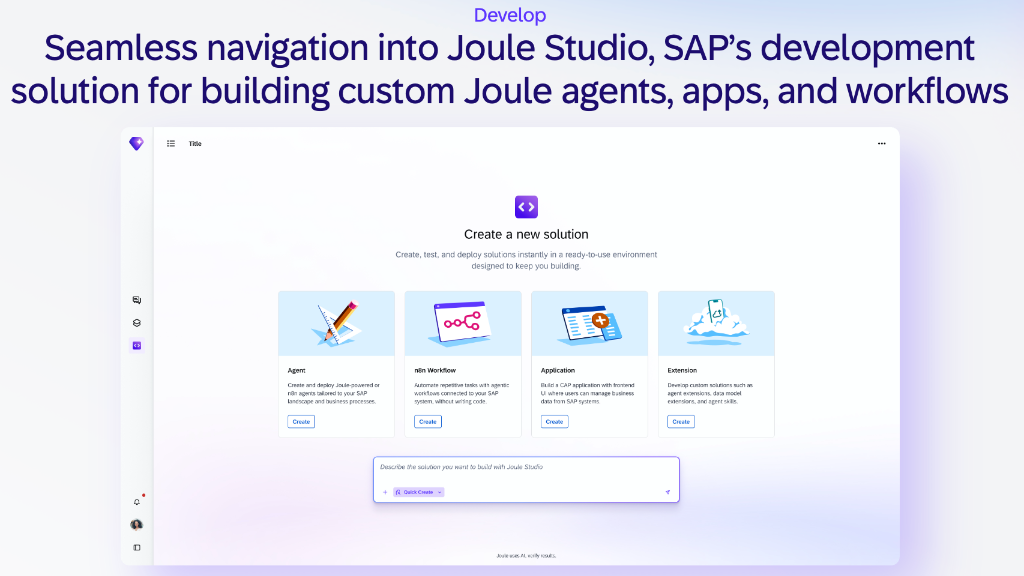 Develop
Seamless navigation into Joule Studio, SAP’s development
solution for building custom Joule agents, apps, and workflows
Title
Create a new solution
Create, test, and deploy solutions instantly in a ready-to-use environment
designed to keep you building.
Agent
Create and deploy Joule-powered or
n8n agents tailored to your SAP
landscape and business processes.
Create
n8n Workflow
Automate repetitive tasks with agentic
workflows connected to your SAP
system, without writing code.
Create
Application
Build a CAP application with frontend
UI where users can manage business
data from SAP systems.
Create
Extension
Develop custom solutions such as
agent extensions, data model
extensions, and agent skills.
Create
Describe the solution you want to build with Joule Studio
Quick Create
Joule uses AI, verify results.